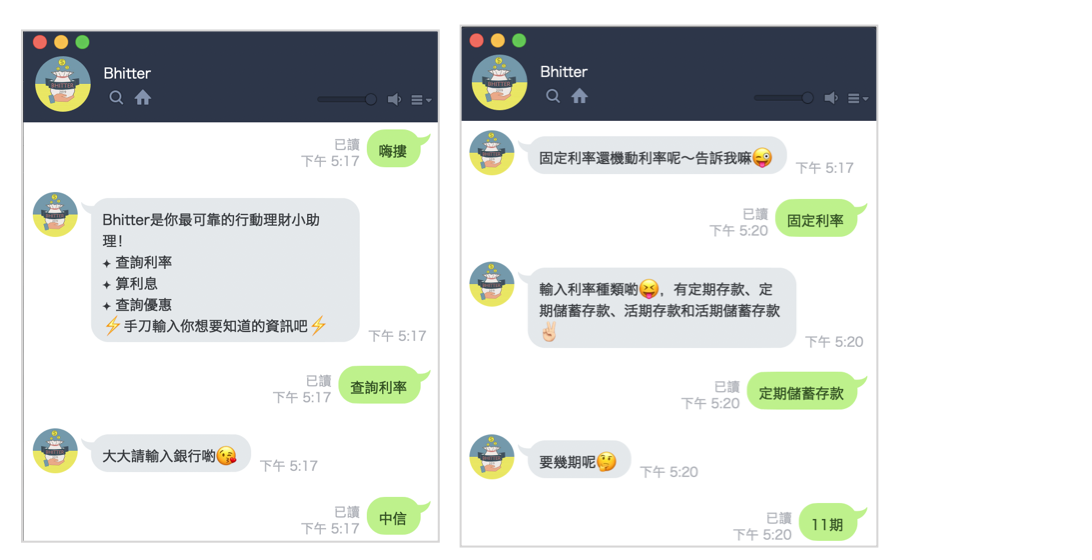 Bhitter
已讀
下午 5:17
嗨摟
Bhitter是你最可靠的行動理財小助
理！
✦ 查詢利率
✦ 算利息
✦ 查詢優惠
⚡手刀輸入你想要知道的資訊吧⚡
下午 5:17
已讀
下午 5:17
查詢利率
大大請輸入銀行喲😘
下午 5:17
已讀
下午 5:17
中信
Bhitter
固定利率還機動利率呢～告訴我嘛😜
下午 5:17
已讀
下午 5:20
固定利率
輸入利率種類喲😝，有定期存款、定
期儲蓄存款、活期存款和活期儲蓄存款
✌🏻
下午 5:20
已讀
下午 5:20
定期儲蓄存款
要幾期呢🤔
下午 5:20
已讀
下午 5:20
11期